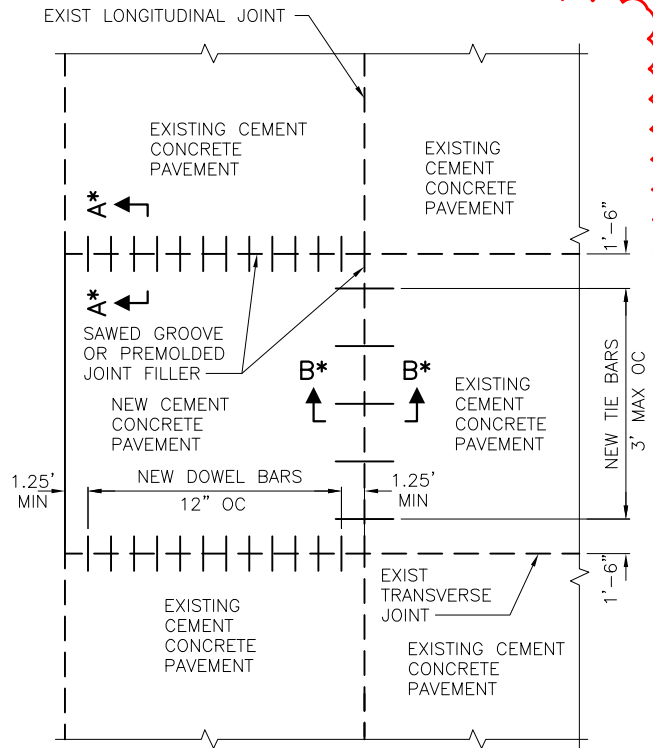 EXIST LONGITUDINAL JOINT
EXISTING CEMENT
CONCRETE
PAVEMENT
EXISTING
CEMENT
CONCRETE
PAVEMENT
A*
1'-6"
A*
SAWED GROOVE
OR PREMOLDED
JOINT FILLER
B*
B*
NEW CEMENT
CONCRETE
PAVEMENT
EXISTING
CEMENT
CONCRETE
PAVEMENT
NEW TIE BARS
3' MAX OC
1.25'
MIN
NEW DOWEL BARS
12" OC
1.25'
MIN
EXIST
TRANSVERSE
JOINT
1'-6"
EXISTING
CEMENT
CONCRETE
PAVEMENT
EXISTING CEMENT
CONCRETE
PAVEMENT